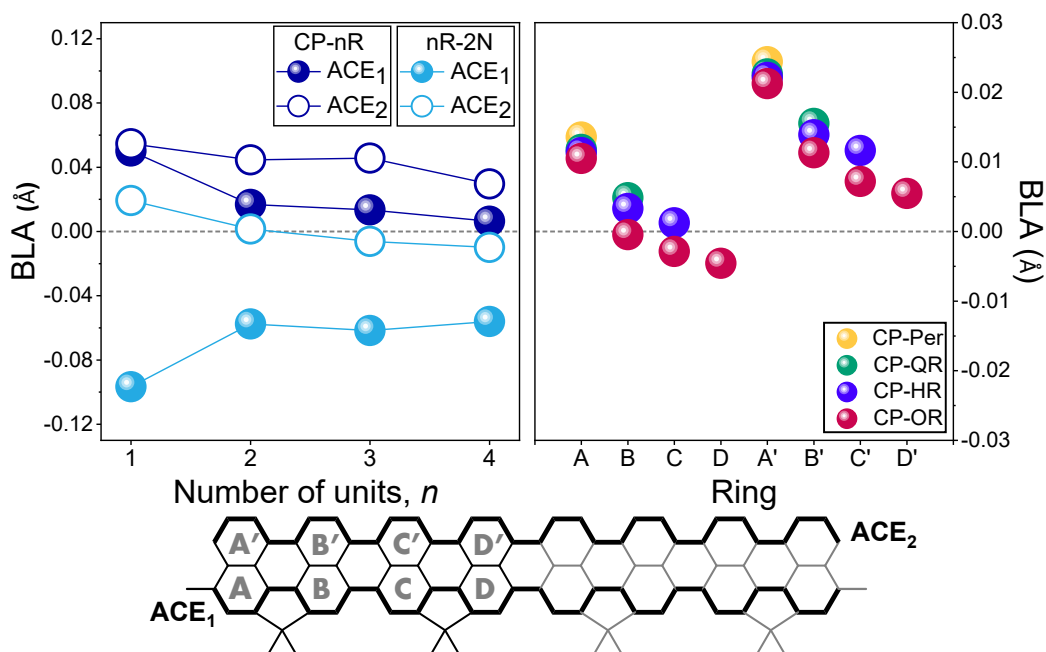 CP-nR
nR-2N
ACE₁
ACE₁
ACE₂
ACE₂
0.12
0.08
0.04
0.00
-0.04
-0.08
-0.12
BLA (Å)
1
2
3
4
Number of units, n
0.03
0.02
0.01
0.00
-0.01
-0.02
-0.03
BLA (Å)
CP-Per
CP-QR
CP-HR
CP-OR
A
B
C
D
A'
B'
C'
D'
Ring
A′ B′ C′ D′
ACE₂
A B C D
ACE₁